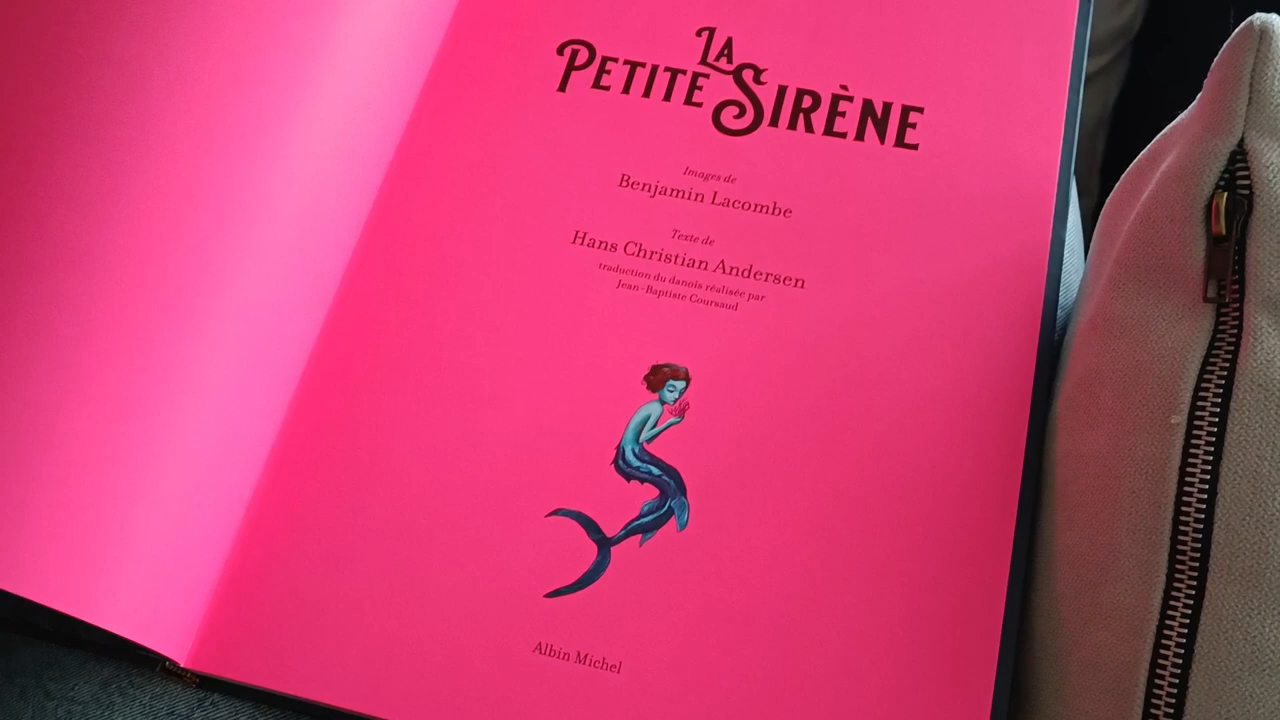 LA
PETITE SIRÈNE
Images de
Benjamin Lacombe
Texte de
Hans Christian Andersen
traduction du danois réalisée par
Jean-Baptiste Coursaud
Albin Michel